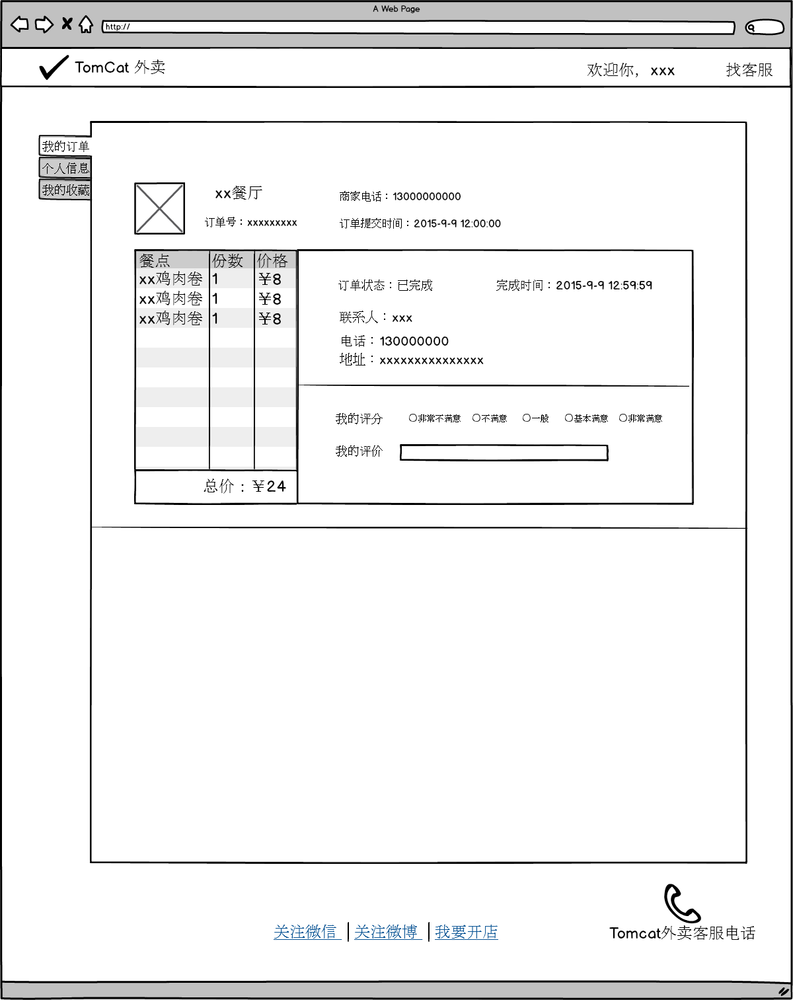 A Web Page
http://
TomCat 外卖
欢迎你，xxx
找客服
我的订单
个人信息
我的收藏
xx餐厅
商家电话：13000000000
订单号：xxxxxxxxx
订单提交时间：2015-9-9 12:00:00
餐点 份数 价格
xx鸡肉卷 1 ￥8
xx鸡肉卷 1 ￥8
xx鸡肉卷 1 ￥8
总价：￥24
订单状态：已完成
完成时间：2015-9-9 12:59:59
联系人：xxx
电话：130000000
地址：xxxxxxxxxxxxxxx
我的评分 非常不满意 不满意 一般 基本满意 非常满意
我的评价
关注微信 | 关注微博 | 我要开店
Tomcat外卖客服电话